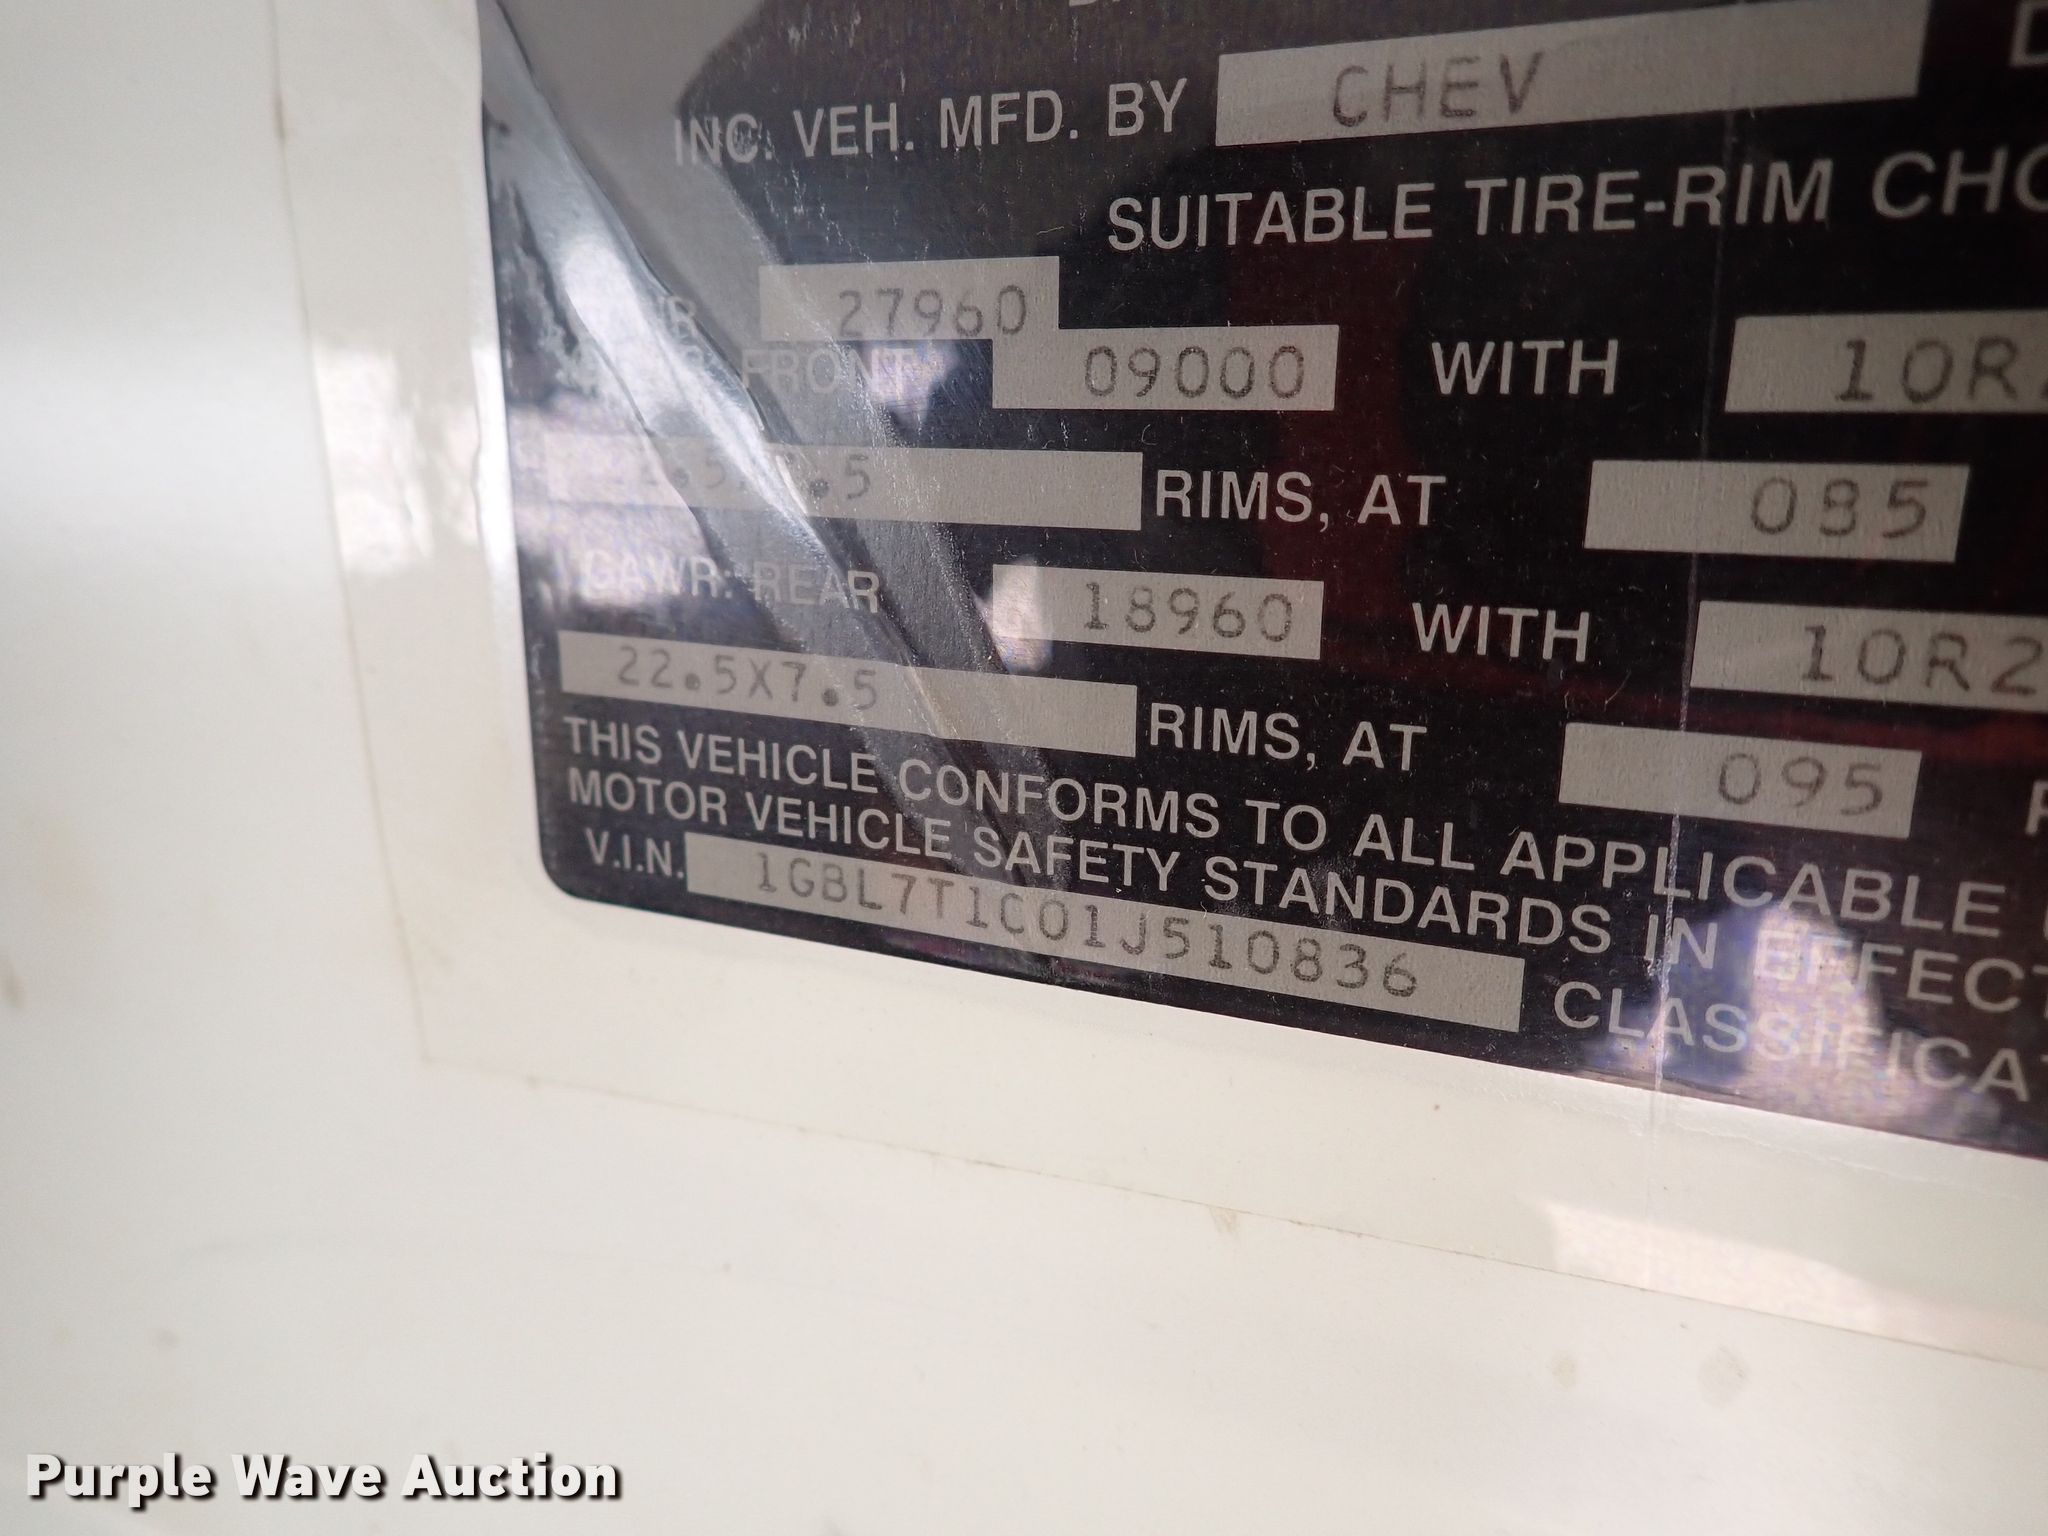 INC. VEH. MFD. BY CHEV
SUITABLE TIRE-RIM
27960
FRONT 09000 WITH 10R
.5 .5 RIMS, AT 085
GAWR: REAR 18960 WITH 10R2
22.5X7.5 RIMS, AT 095
THIS VEHICLE CONFORMS TO ALL APPLICABLE
MOTOR VEHICLE SAFETY STANDARDS IN EFFECT
V.I.N. 1GBL7T1C01J510836 CLASSIFICAT
Purple Wave Auction